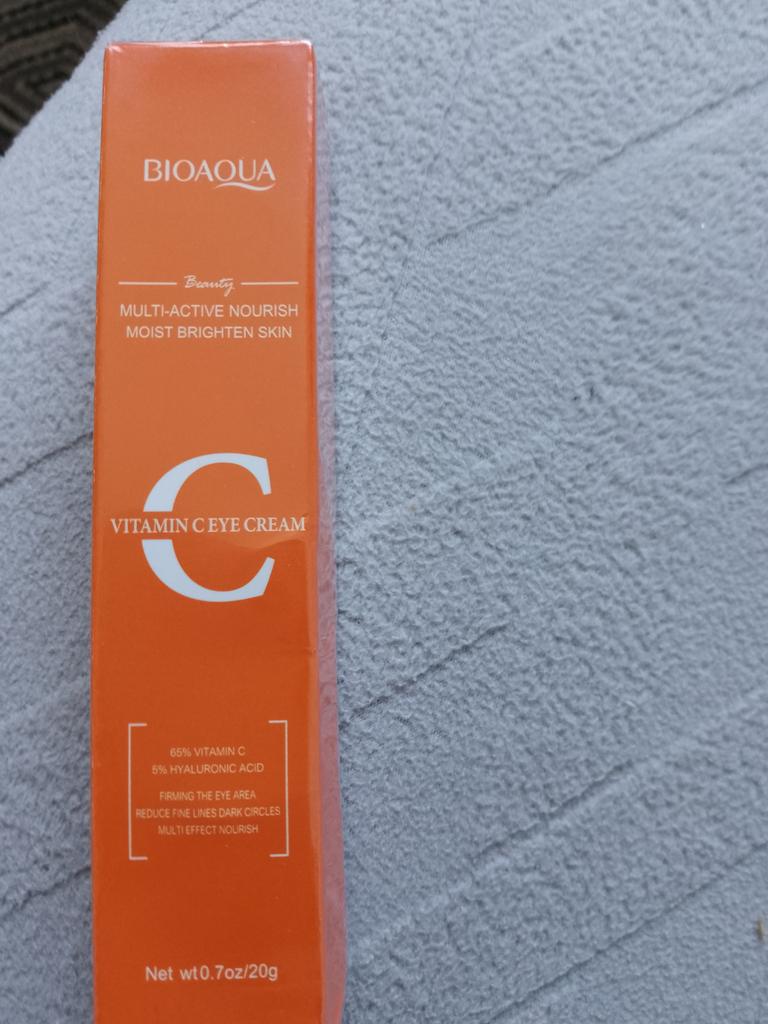 BIOAQUA
Beauty
MULTI-ACTIVE NOURISH
MOIST BRIGHTEN SKIN
C
VITAMIN C EYE CREAM
65% VITAMIN C
5% HYALURONIC ACID
FIRMING THE EYE AREA
REDUCE FINE LINES DARK CIRCLES
MULTI EFFECT NOURISH
Net wt0.7oz/20g